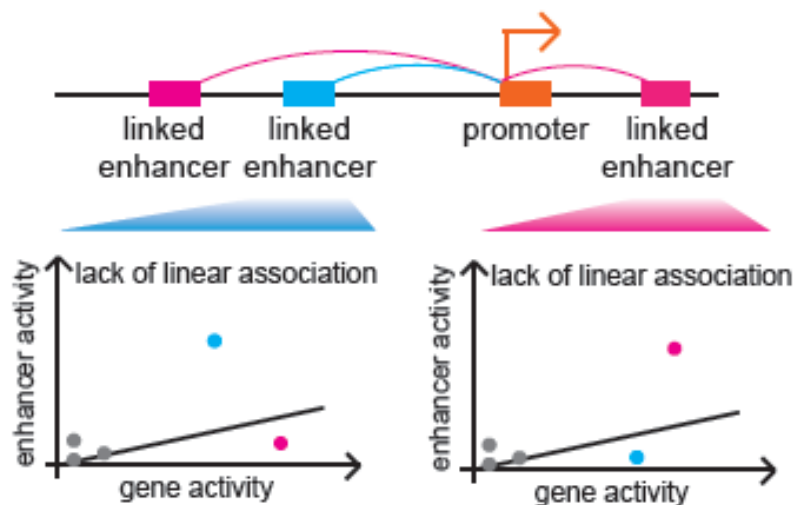 linked
enhancer
linked
enhancer
promoter
linked
enhancer
lack of linear association
enhancer activity
gene activity
lack of linear association
enhancer activity
gene activity